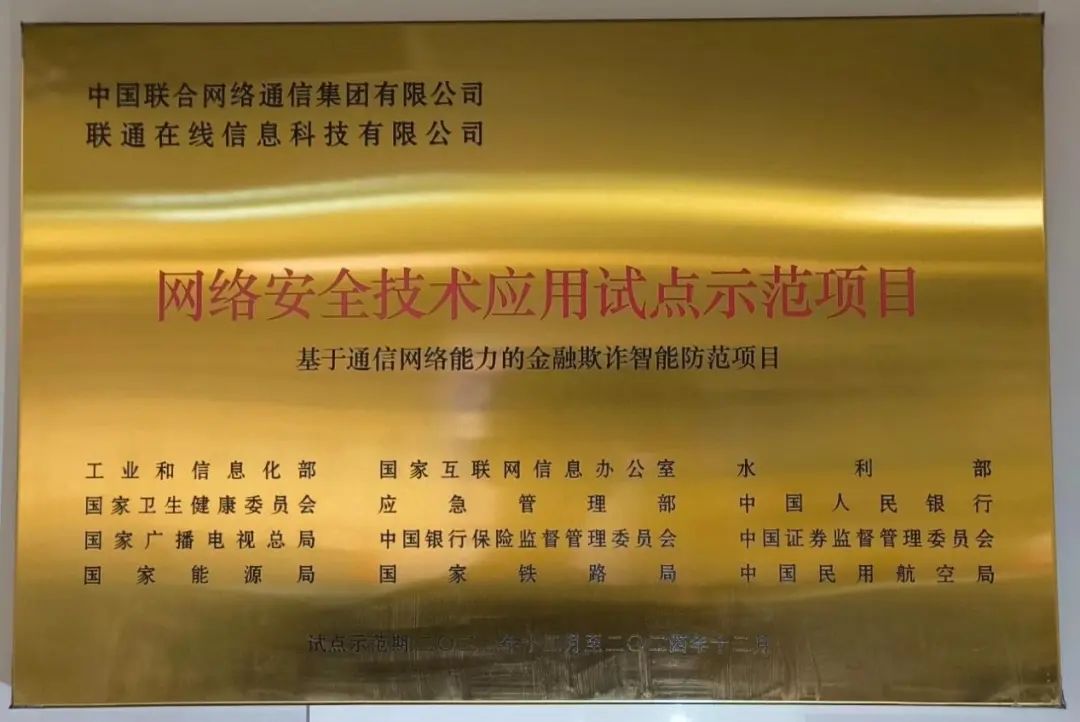 中国联合网络通信集团有限公司
联通在线信息科技有限公司
网络安全技术应用试点示范项目
基于通信网络能力的金融欺诈智能防范项目
工业和信息化部 国家互联网信息办公室 水利部
国家卫生健康委员会 应急管理部 中国人民银行
国家广播电视总局 中国银行保险监督管理委员会 中国证券监督管理委员会
国家能源局 国家铁路局 中国民用航空局
试点示范期 二〇二 年十二月至二〇二四年十二月